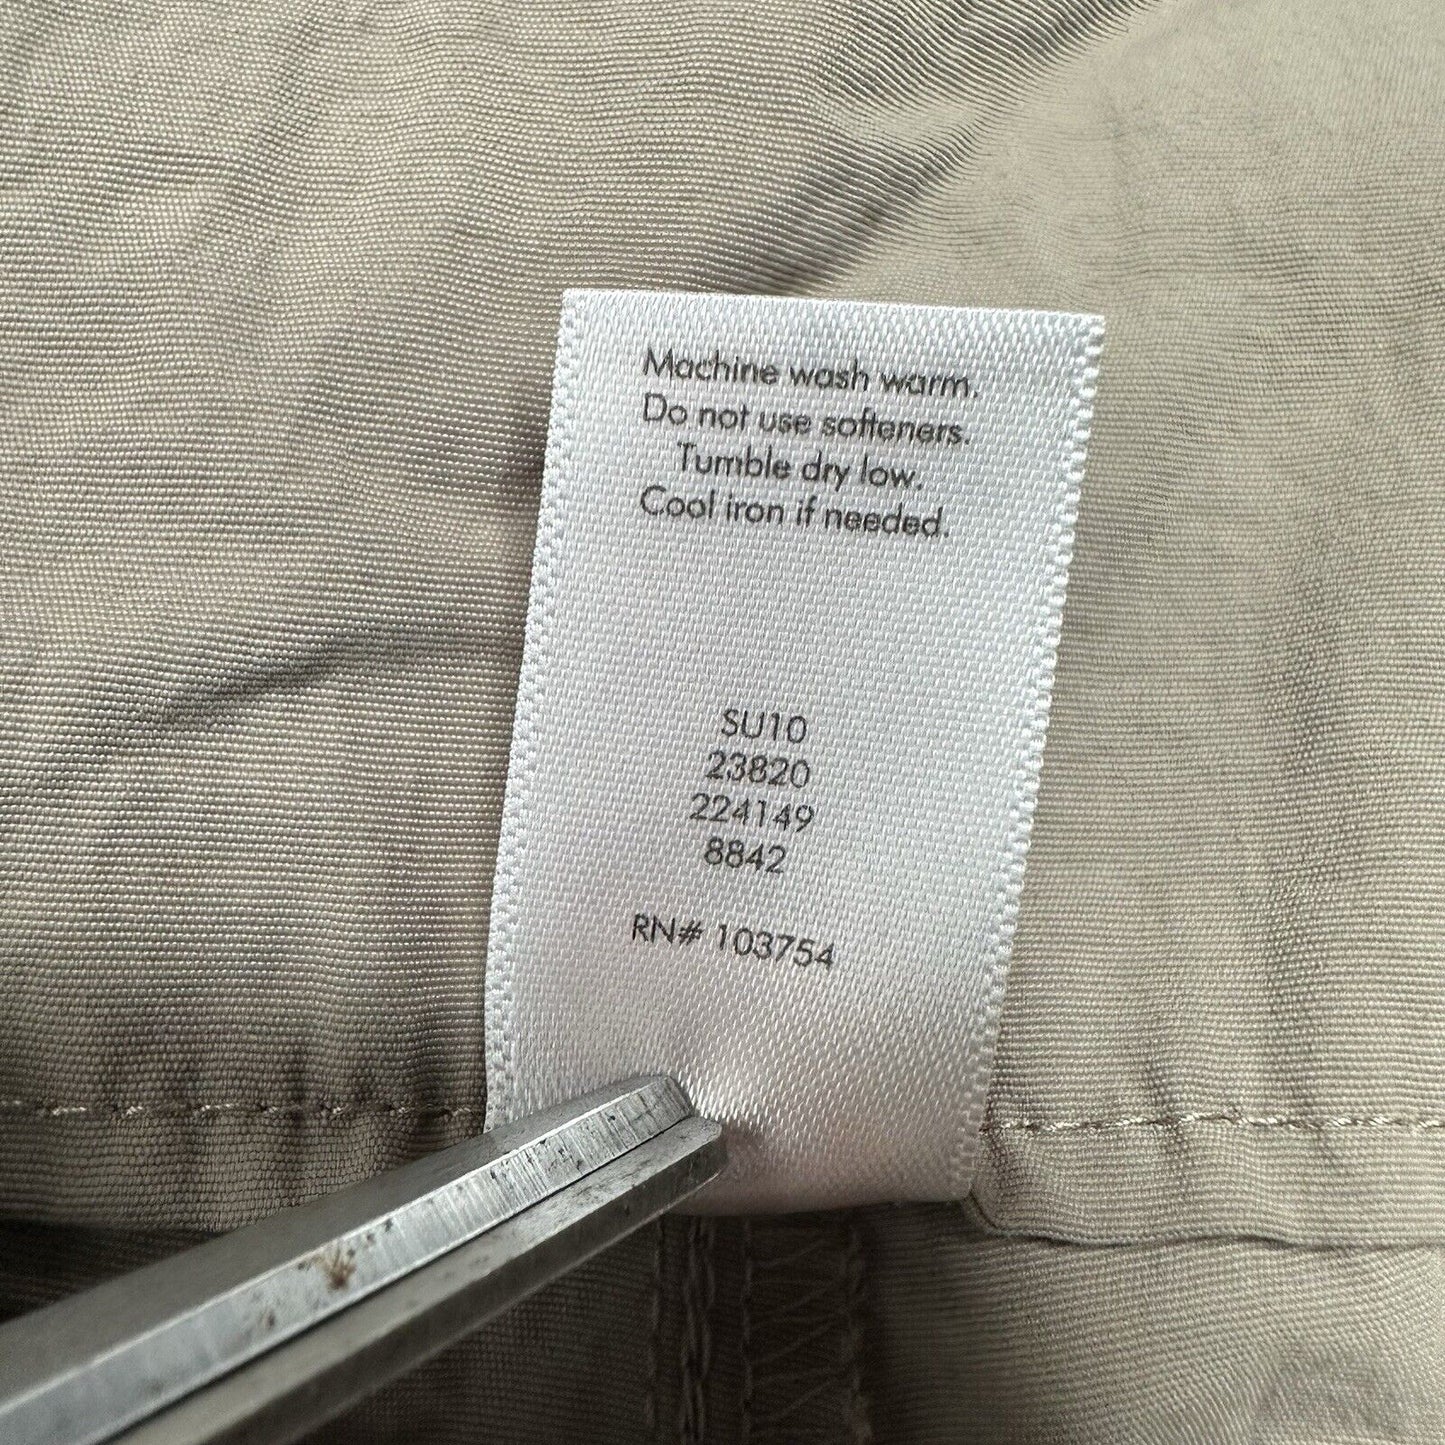 Machine wash warm.
Do not use softeners.
Tumble dry low.
Cool iron if needed.
SU10
23820
224149
8842
RN# 103754